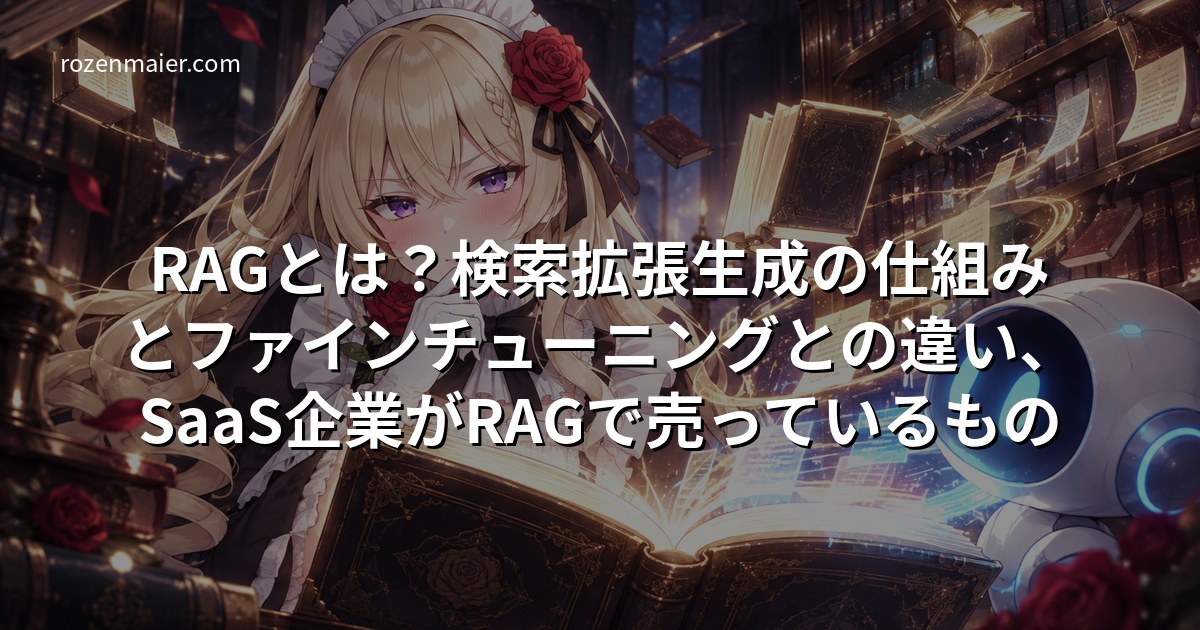 rozenmaier.com
RAGとは？検索拡張生成の仕組み
とファインチューニングとの違い、
SaaS企業がRAGで売っているもの